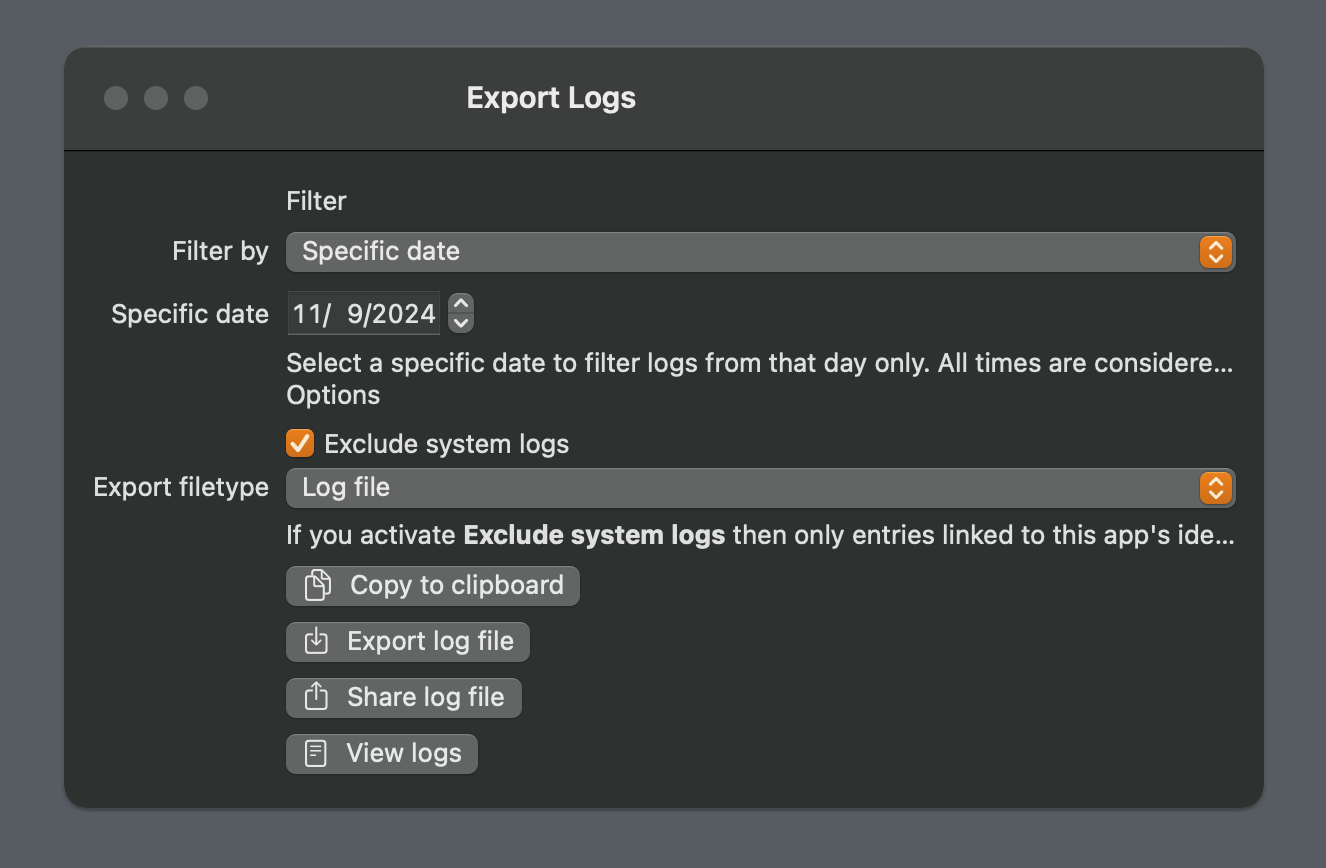 Export Logs
Filter
Filter by Specific date
Specific date 11/ 9/2024
Select a specific date to filter logs from that day only. All times are considere...
Options
Exclude system logs
Export filetype Log file
If you activate Exclude system logs then only entries linked to this app's ide...
Copy to clipboard
Export log file
Share log file
View logs